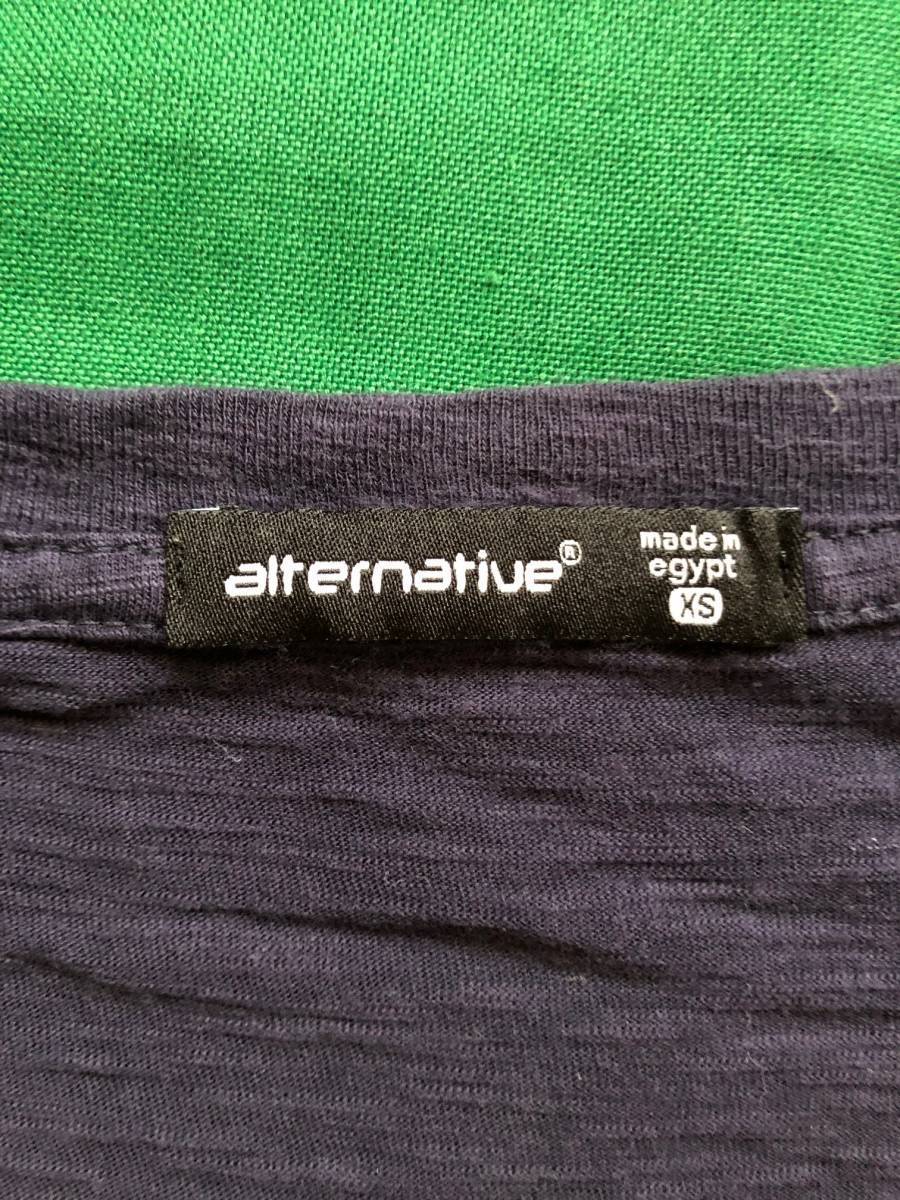 alternative®
made in
egypt
XS